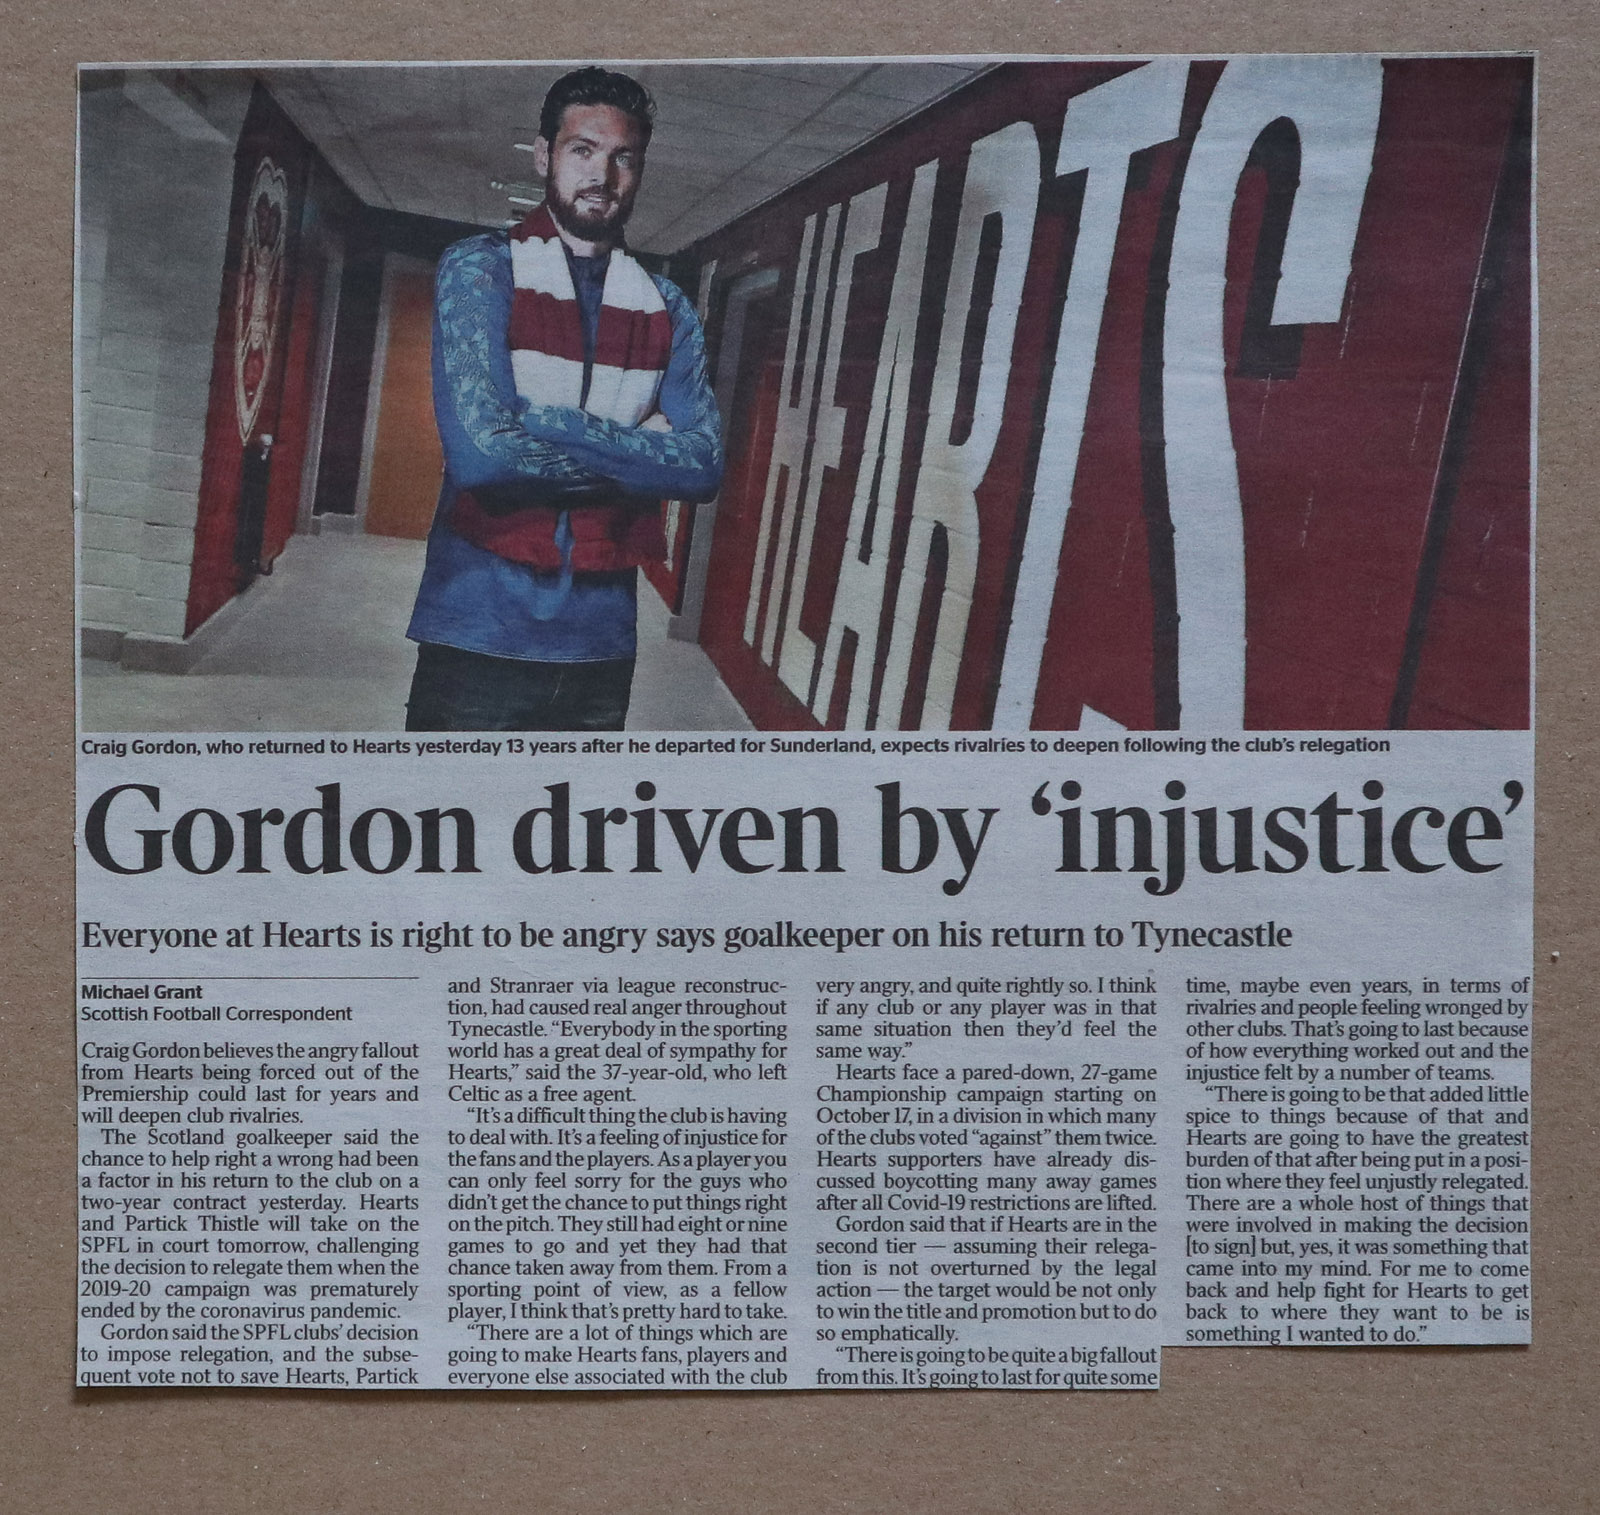 HEARTS
Craig Gordon, who returned to Hearts yesterday 13 years after he departed for Sunderland, expects rivalries to deepen following the club's relegation
Gordon driven by ‘injustice’
Everyone at Hearts is right to be angry says goalkeeper on his return to Tynecastle
Michael Grant
Scottish Football Correspondent
Craig Gordon believes the angry fallout
from Hearts being forced out of the
Premiership could last for years and
will deepen club rivalries.
The Scotland goalkeeper said the
chance to help right a wrong had been
a factor in his return to the club on a
two-year contract yesterday. Hearts
and Partick Thistle will take on the
SPFL in court tomorrow, challenging
the decision to relegate them when the
2019-20 campaign was prematurely
ended by the coronavirus pandemic.
Gordon said the SPFL clubs’ decision
to impose relegation, and the subse-
quent vote not to save Hearts, Partick
and Stranraer via league reconstruc-
tion, had caused real anger throughout
Tynecastle. “Everybody in the sporting
world has a great deal of sympathy for
Hearts,” said the 37-year-old, who left
Celtic as a free agent.
“It’s a difficult thing the club is having
to deal with. It’s a feeling of injustice for
the fans and the players. As a player you
can only feel sorry for the guys who
didn’t get the chance to put things right
on the pitch. They still had eight or nine
games to go and yet they had that
chance taken away from them. From a
sporting point of view, as a fellow
player, I think that’s pretty hard to take.
“There are a lot of things which are
going to make Hearts fans, players and
everyone else associated with the club
very angry, and quite rightly so. I think
if any club or any player was in that
same situation then they’d feel the
same way.”
Hearts face a pared-down, 27-game
Championship campaign starting on
October 17, in a division in which many
of the clubs voted “against” them twice.
Hearts supporters have already dis-
cussed boycotting many away games
after all Covid-19 restrictions are lifted.
Gordon said that if Hearts are in the
second tier — assuming their relega-
tion is not overturned by the legal
action — the target would be not only
to win the title and promotion but to do
so emphatically.
“There is going to be quite a big fallout
from this. It’s going to last for quite some
time, maybe even years, in terms of
rivalries and people feeling wronged by
other clubs. That’s going to last because
of how everything worked out and the
injustice felt by a number of teams.
“There is going to be that added little
spice to things because of that and
Hearts are going to have the greatest
burden of that after being put in a posi-
tion where they feel unjustly relegated.
There are a whole host of things that
were involved in making the decision
[to sign] but, yes, it was something that
came into my mind. For me to come
back and help fight for Hearts to get
back to where they want to be is
something I wanted to do.”